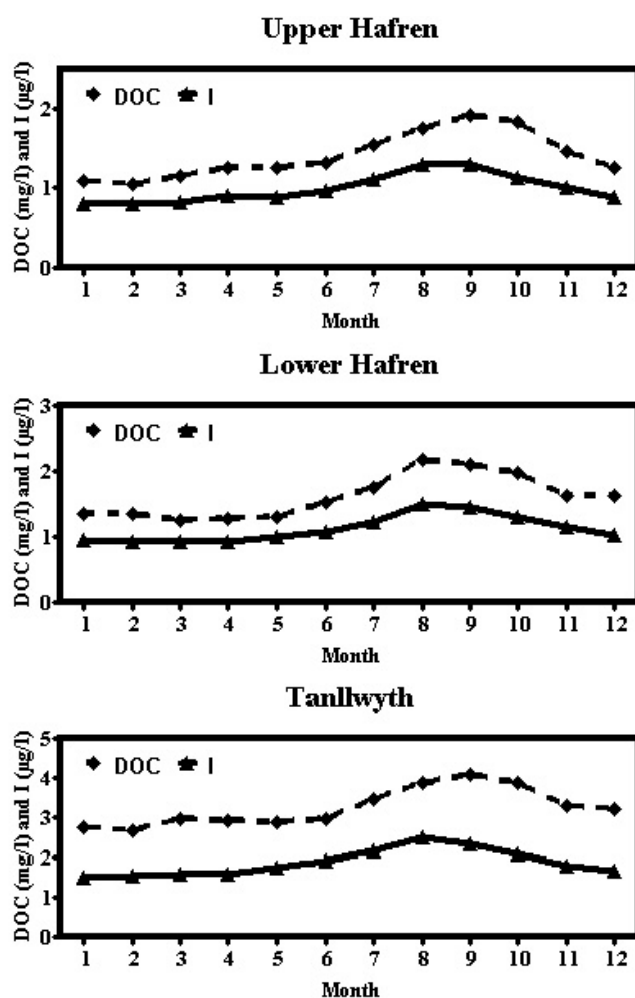 Upper Hafren
DOC (mg/l) and I (µg/l)
DOC I
2
1
0
1 2 3 4 5 6 7 8 9 10 11 12
Month
Lower Hafren
DOC (mg/l) and I (µg/l)
DOC I
3
2
1
0
1 2 3 4 5 6 7 8 9 10 11 12
Month
Tanllwyth
DOC (mg/l) and I (µg/l)
DOC I
5
4
3
2
1
0
1 2 3 4 5 6 7 8 9 10 11 12
Month